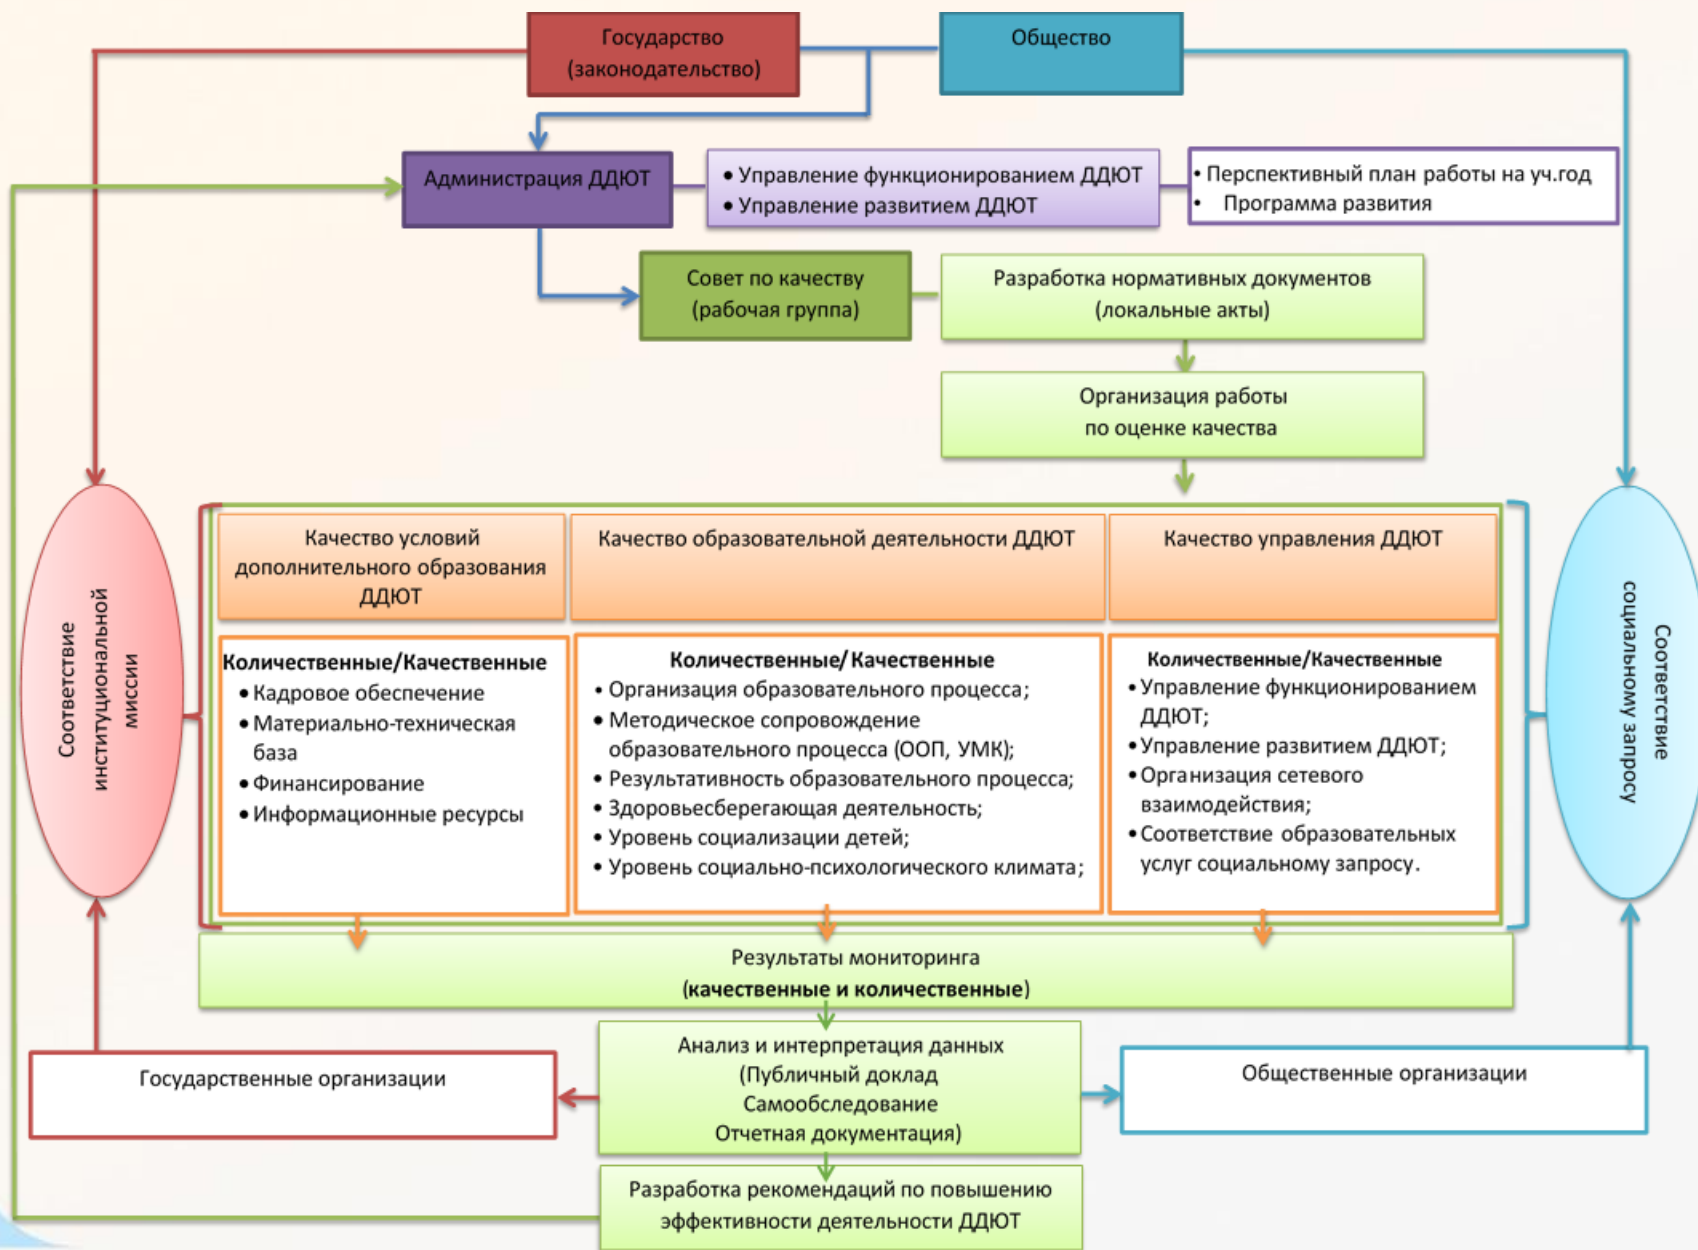 Государство
(законодательство)
Общество
Администрация ДДЮТ
• Управление функционированием ДДЮТ
• Управление развитием ДДЮТ
• Перспективный план работы на уч.год
• Программа развития
Совет по качеству
(рабочая группа)
Разработка нормативных документов
(локальные акты)
Организация работы
по оценке качества
Соответствие
институциональной
миссии
Качество условий
дополнительного образования
ДДЮТ
Качество образовательной деятельности ДДЮТ
Качество управления ДДЮТ
Количественные/Качественные
• Кадровое обеспечение
• Материально-техническая
база
• Финансирование
• Информационные ресурсы
Количественные/ Качественные
• Организация образовательного процесса;
• Методическое сопровождение
образовательного процесса (ООП, УМК);
• Результативность образовательного процесса;
• Здоровьесберегающая деятельность;
• Уровень социализации детей;
• Уровень социально-психологического климата;
Количественные/Качественные
• Управление функционированием
ДДЮТ;
• Управление развитием ДДЮТ;
• Организация сетевого
взаимодействия;
• Соответствие образовательных
услуг социальному запросу.
Соответствие
социальному запросу
Результаты мониторинга
(качественные и количественные)
Государственные организации
Анализ и интерпретация данных
(Публичный доклад
Самообследование
Отчетная документация)
Общественные организации
Разработка рекомендаций по повышению
эффективности деятельности ДДЮТ